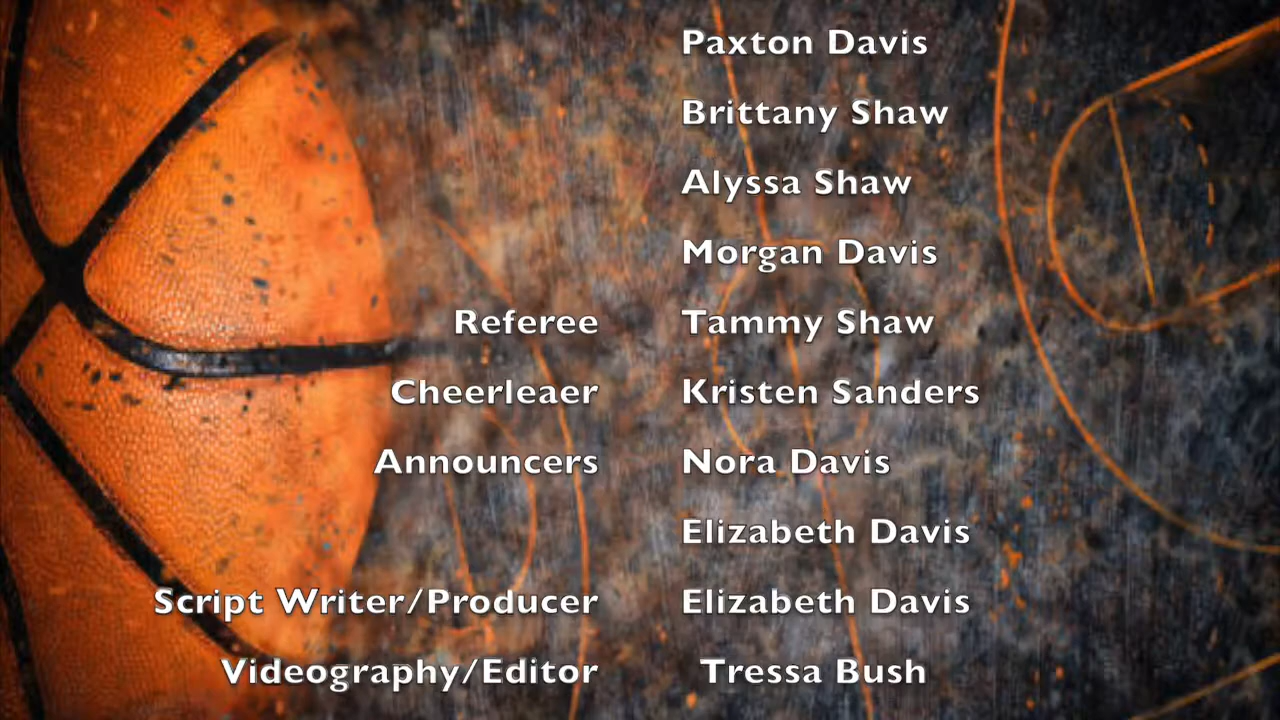 Paxton Davis
Brittany Shaw
Alyssa Shaw
Morgan Davis
Referee Tammy Shaw
Cheerleaer Kristen Sanders
Announcers Nora Davis
Elizabeth Davis
Script Writer/Producer Elizabeth Davis
Videography/Editor Tressa Bush